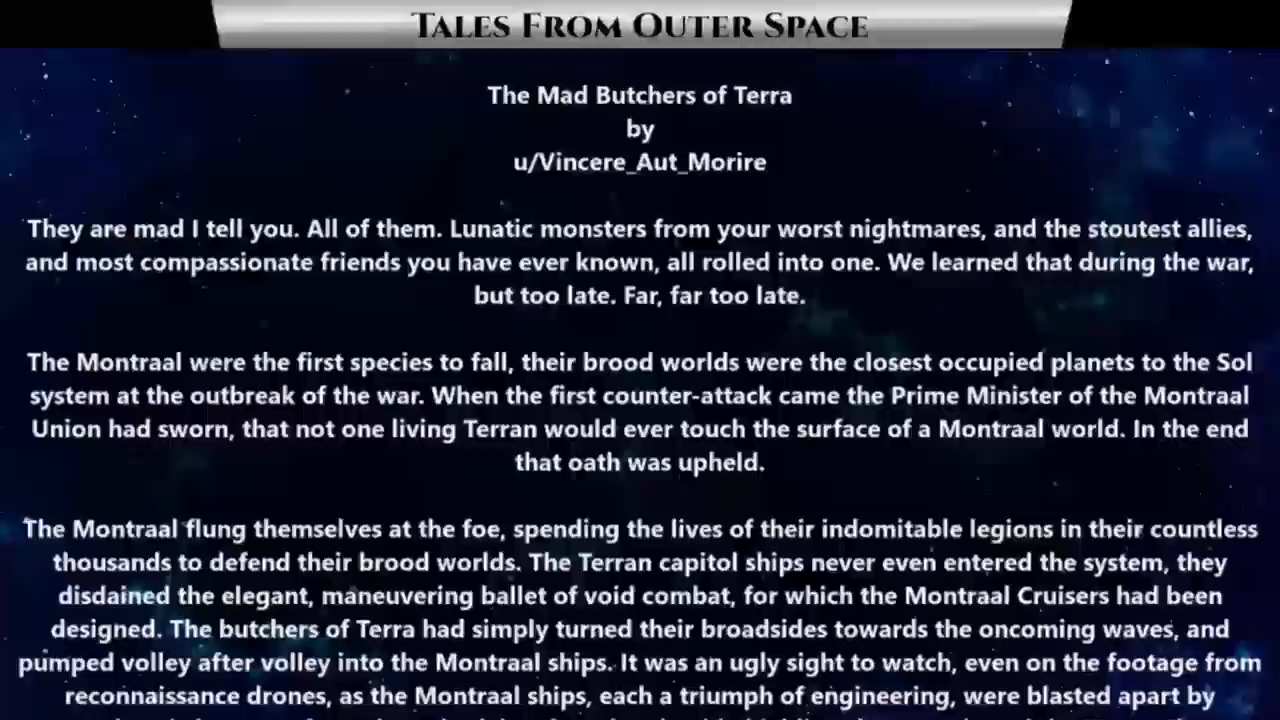 TALES FROM OUTER SPACE
The Mad Butchers of Terra
by
u/Vincere_Aut_Morire
They are mad I tell you. All of them. Lunatic monsters from your worst nightmares, and the stoutest allies,
and most compassionate friends you have ever known, all rolled into one. We learned that during the war,
but too late. Far, far too late.
The Montraal were the first species to fall, their brood worlds were the closest occupied planets to the Sol
system at the outbreak of the war. When the first counter-attack came the Prime Minister of the Montraal
Union had sworn, that not one living Terran would ever touch the surface of a Montraal world. In the end
that oath was upheld.
The Montraal flung themselves at the foe, spending the lives of their indomitable legions in their countless
thousands to defend their brood worlds. The Terran capitol ships never even entered the system, they
disdained the elegant, maneuvering ballet of void combat, for which the Montraal Cruisers had been
designed. The butchers of Terra had simply turned their broadsides towards the oncoming waves, and
pumped volley after volley into the Montraal ships. It was an ugly sight to watch, even on the footage from
reconnaissance drones, as the Montraal ships, each a triumph of engineering, were blasted apart by